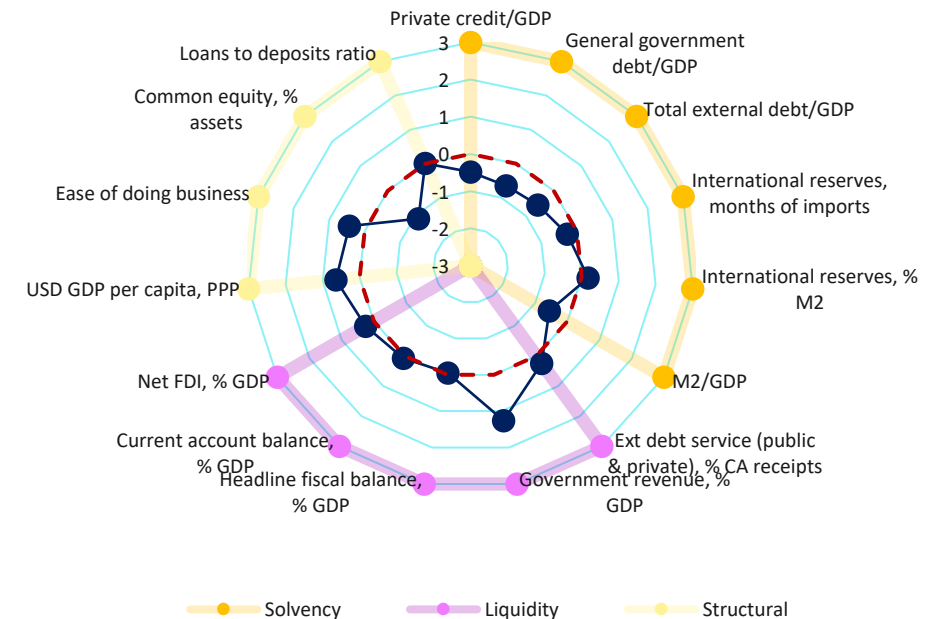 Private credit/GDP
General government
debt/GDP
Total external debt/GDP
International reserves,
months of imports
International reserves, %
M2
M2/GDP
Ext debt service (public
& private), % CA receipts
Government revenue, %
GDP
Headline fiscal balance,
% GDP
Current account balance,
% GDP
Net FDI, % GDP
USD GDP per capita, PPP
Ease of doing business
Common equity, %
assets
Loans to deposits ratio
3
2
1
0
-1
-2
-3
Solvency
Liquidity
Structural